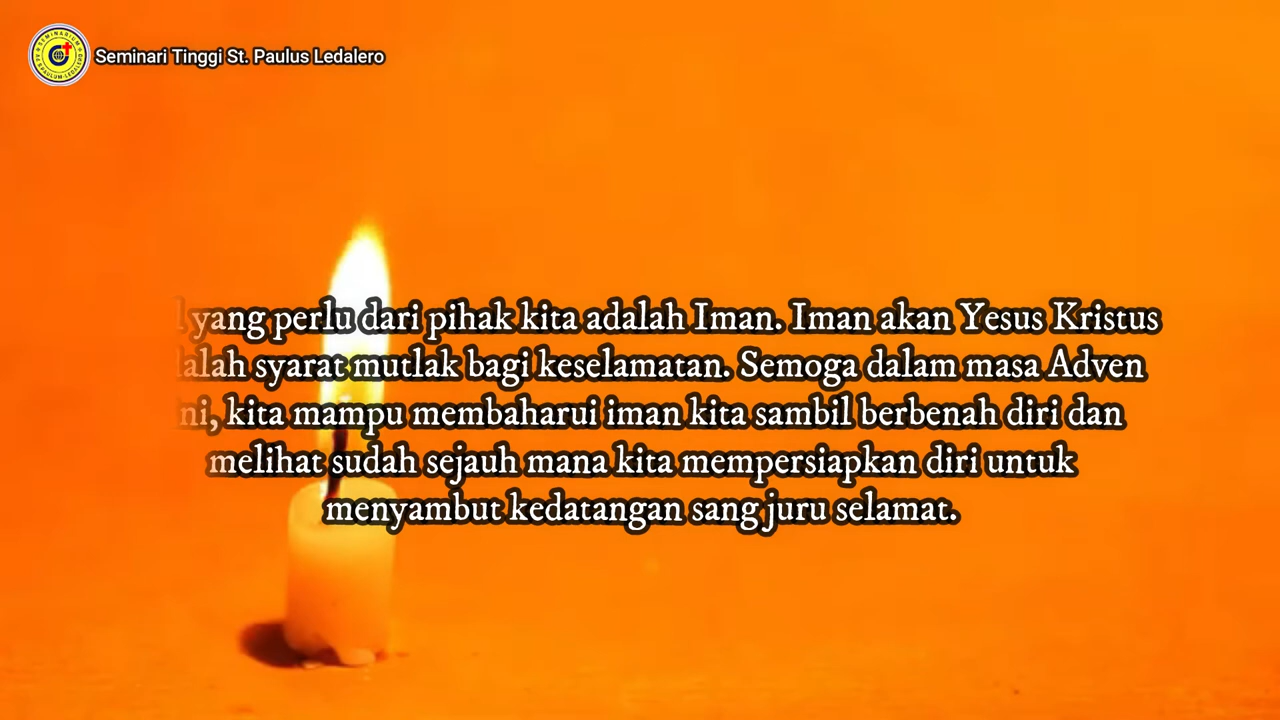 Seminari Tinggi St. Paulus Ledalero
yang perlu dari pihak kita adalah Iman. Iman akan Yesus Kristus
syarat mutlak bagi keselamatan. Semoga dalam masa Adven
kita mampu membaharui iman kita sambil berbenah diri dan
melihat sudah sejauh mana kita mempersiapkan diri untuk
menyambut kedatangan sang juru selamat.